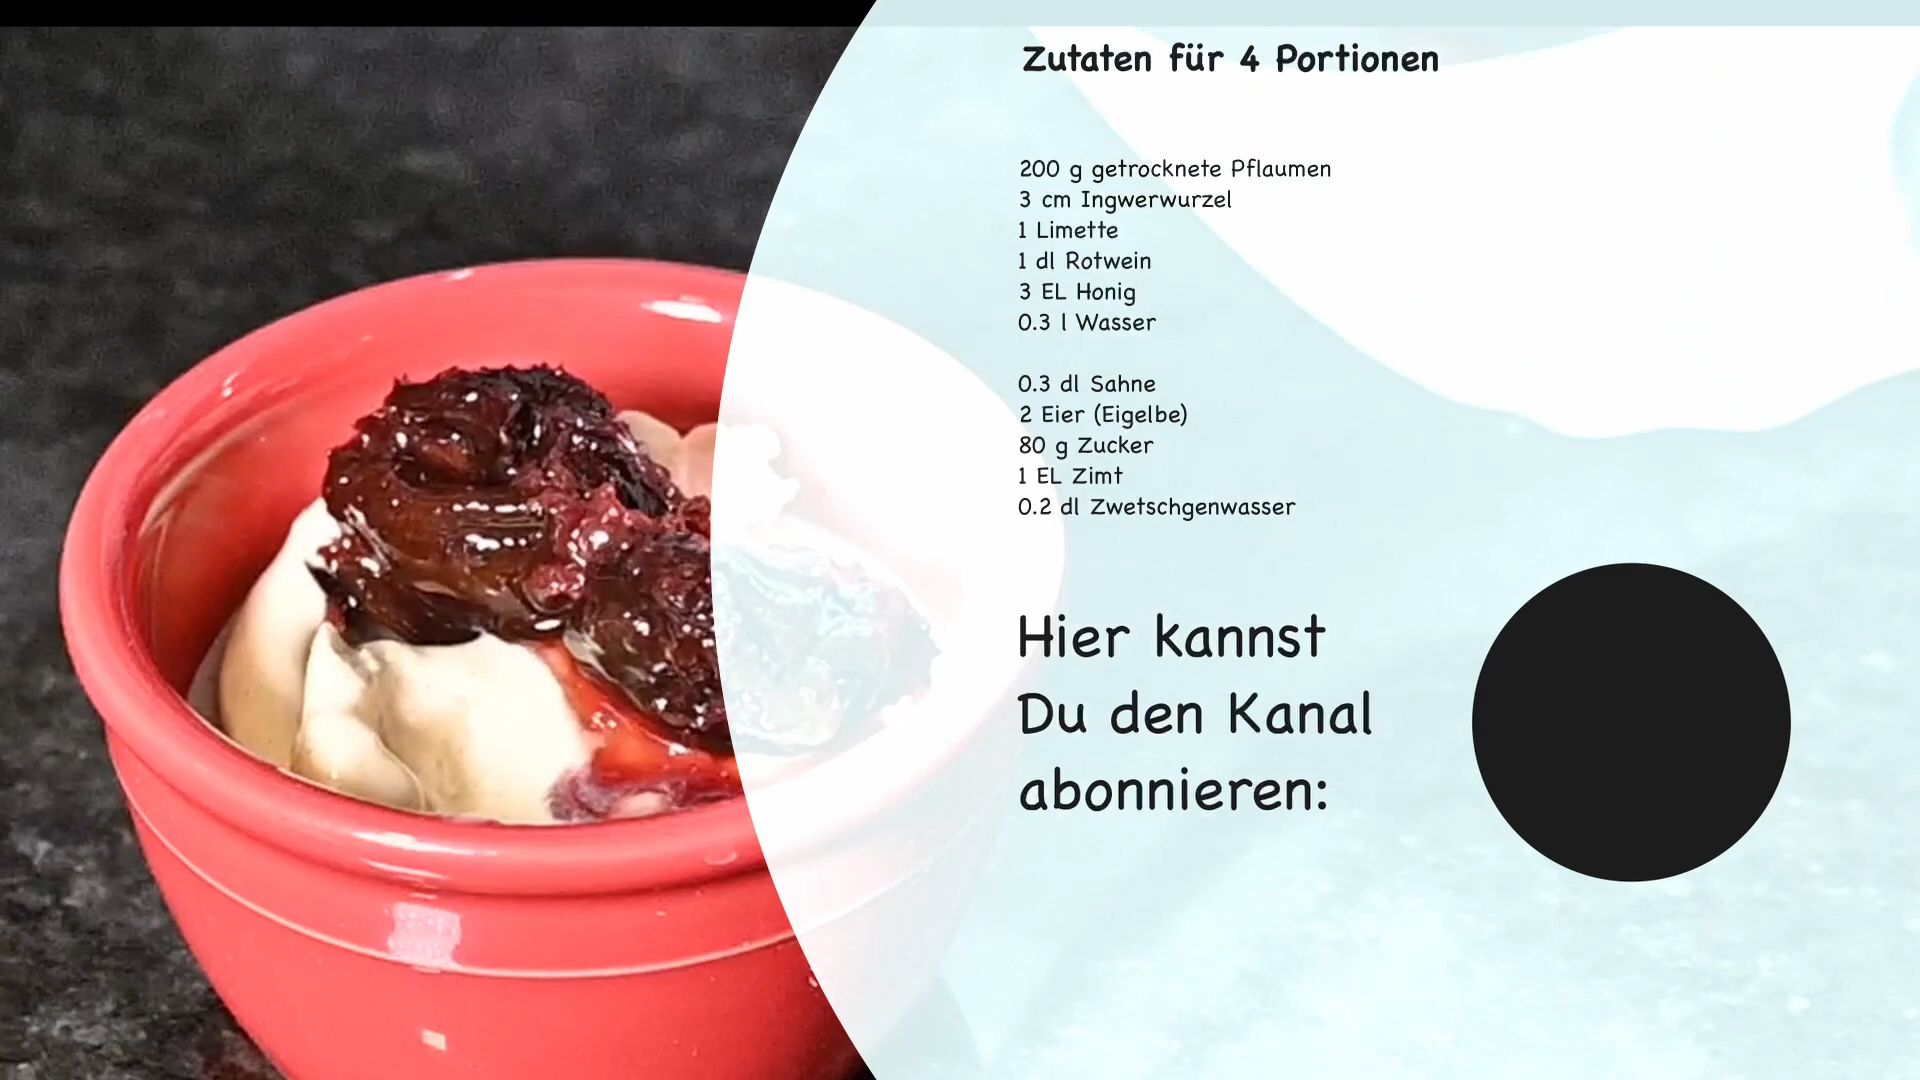 Zutaten für 4 Portionen
200 g getrocknete Pflaumen
3 cm Ingwerwurzel
1 Limette
1 dl Rotwein
3 EL Honig
0.3 l Wasser
0.3 dl Sahne
2 Eier (Eigelbe)
80 g Zucker
1 EL Zimt
0.2 dl Zwetschgenwasser
Hier kannst
Du den Kanal
abonnieren: